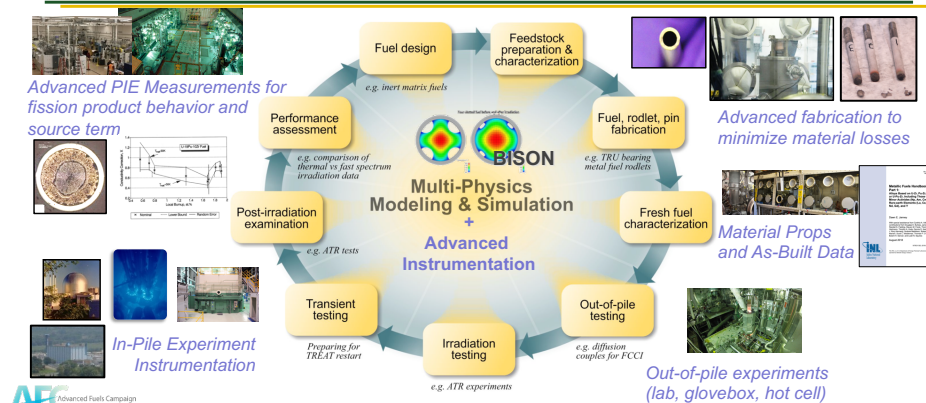 Advanced PIE Measurements for
fission product behavior and
source term
Fuel design
e.g. inert matrix fuels
Feedstock
preparation &
characterization
Fuel, rodlet, pin
fabrication
e.g. TRU bearing
metal fuel rodlets
Fresh fuel
characterization
Out-of-pile
testing
e.g. diffusion
couples for FCCI
Irradiation
testing
e.g. ATR experiments
Transient
testing
Preparing for
TREAT restart
Post-irradiation
examination
e.g. ATR tests
Performance
assessment
e.g. comparison of
thermal vs fast spectrum
irradiation data
BISON
Multi-Physics
Modeling & Simulation
+
Advanced
Instrumentation
Advanced fabrication to
minimize material losses
Material Props
and As-Built Data
INL
Out-of-pile experiments
(lab, glovebox, hot cell)
In-Pile Experiment
Instrumentation
AFC
Advanced Fuels Campaign